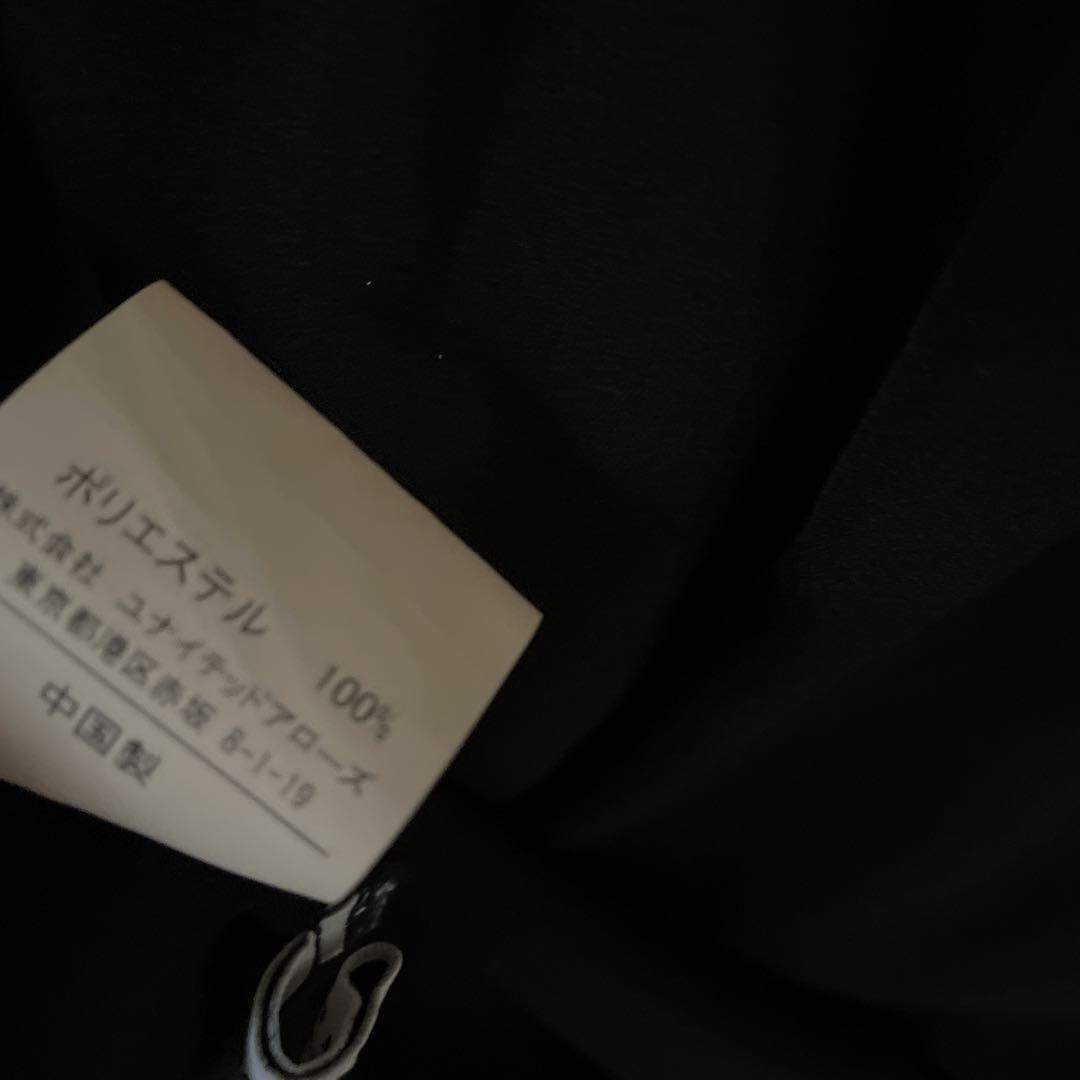 ポリエステル 100%
株式会社 ユナイテッドアローズ
東京都港区赤坂 8-1-19
中国製